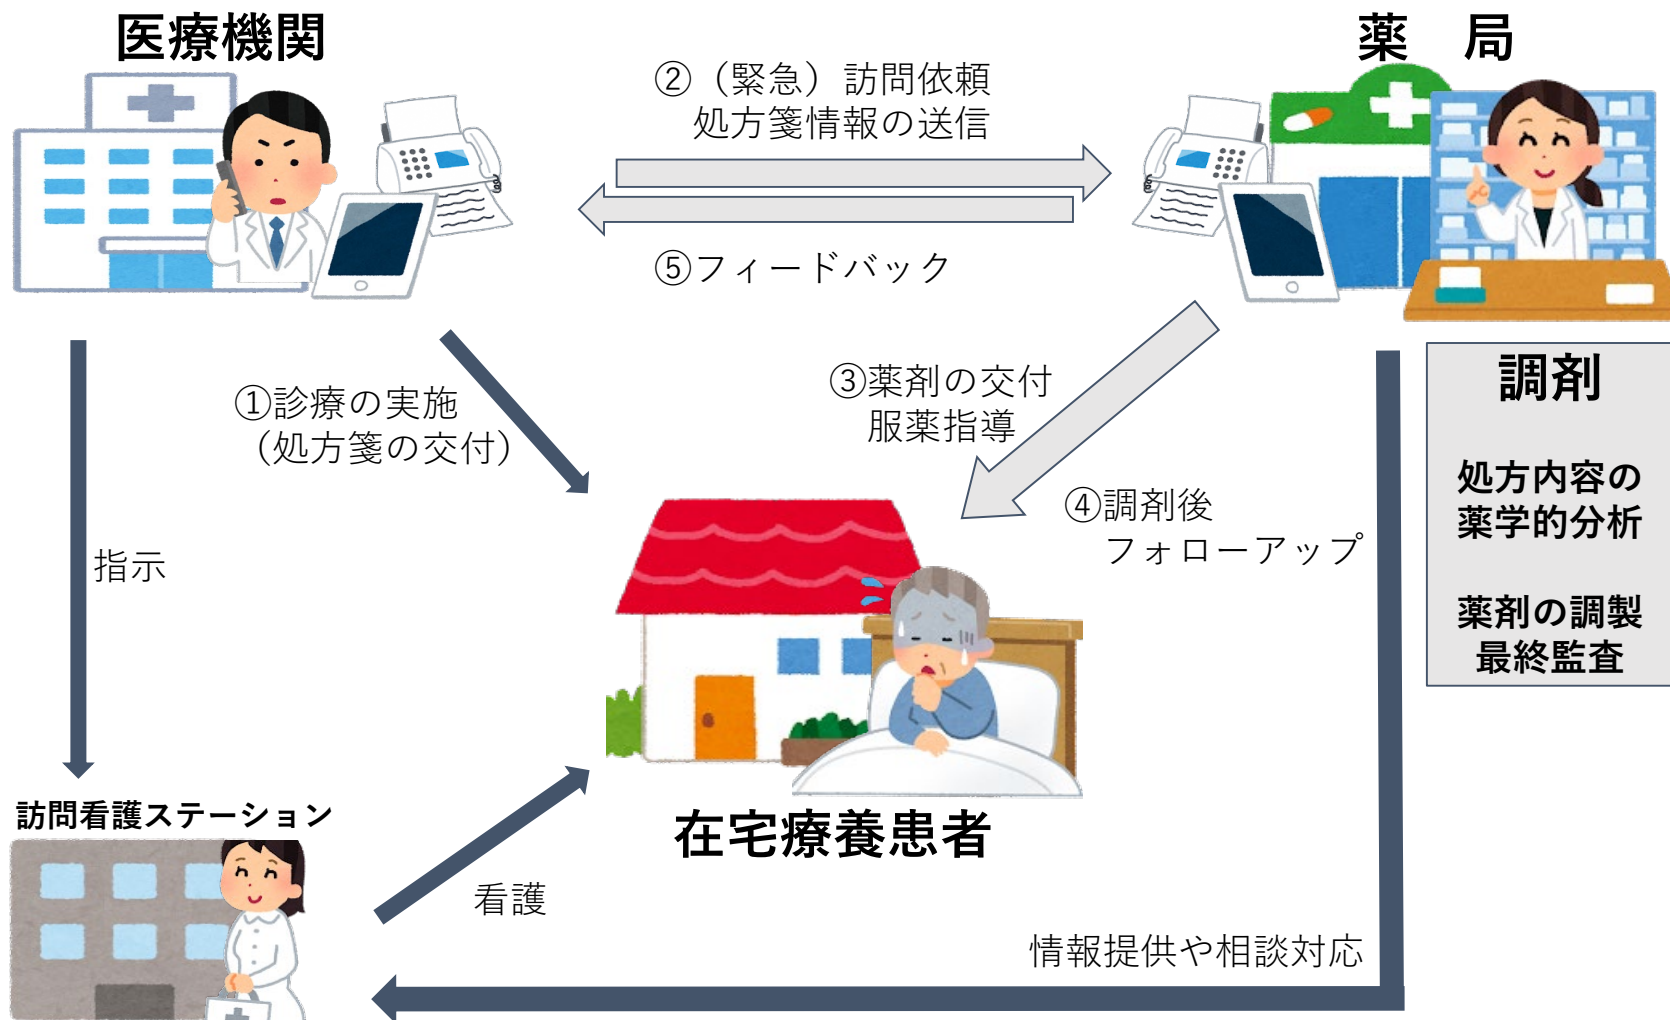 医療機関
薬　局
②（緊急）訪問依頼
処方箋情報の送信
⑤フィードバック
①診療の実施
（処方箋の交付）
③薬剤の交付
服薬指導
④調剤後
フォローアップ
調剤
処方内容の
薬学的分析
薬剤の調製
最終監査
指示
訪問看護ステーション
在宅療養患者
看護
情報提供や相談対応